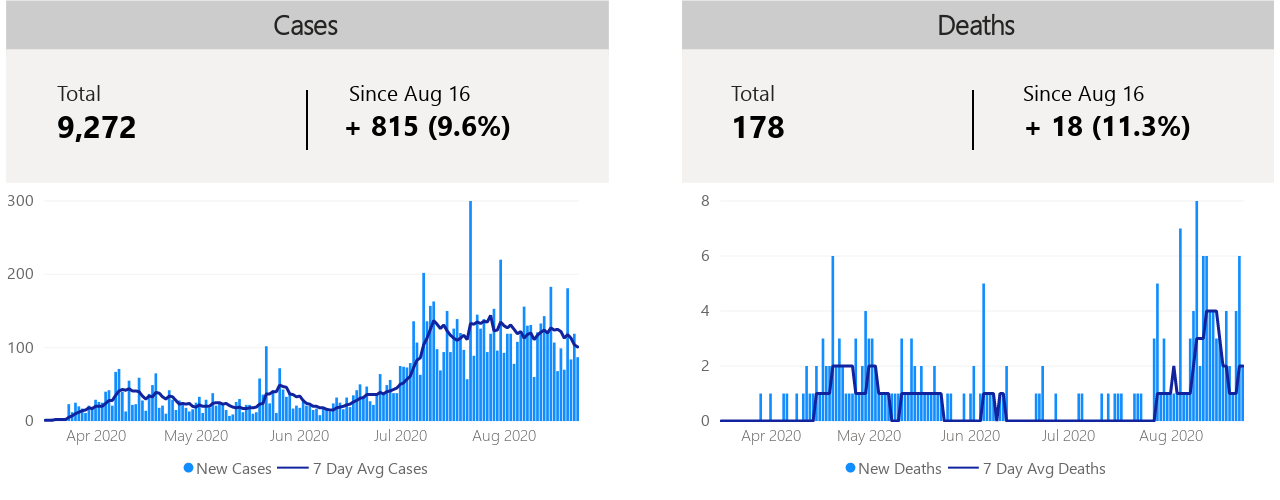 Cases
Total
9,272
Since Aug 16
+ 815 (9.6%)
300
200
100
0
Apr 2020 May 2020 Jun 2020 Jul 2020 Aug 2020
New Cases 7 Day Avg Cases
Deaths
Total
178
Since Aug 16
+ 18 (11.3%)
8
6
4
2
0
Apr 2020 May 2020 Jun 2020 Jul 2020 Aug 2020
New Deaths 7 Day Avg Deaths